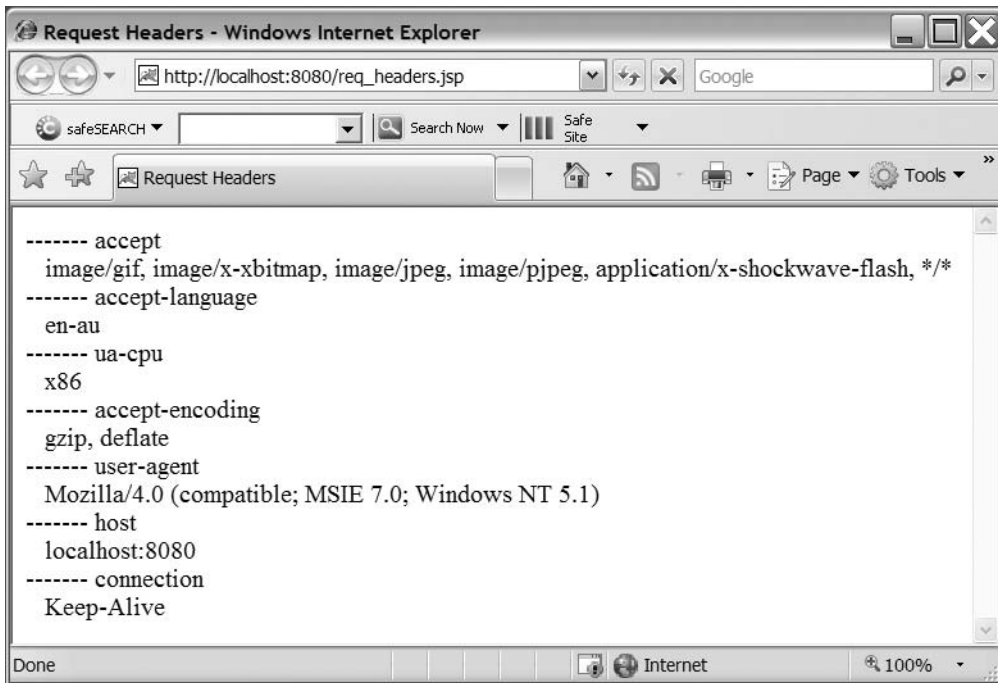 Request Headers - Windows Internet Explorer
http://localhost:8080/req_headers.jsp
Google
safeSEARCH
Search Now
Safe
Site
Request Headers
Page
Tools
»
------- accept
image/gif, image/x-xbitmap, image/jpeg, image/pjpeg, application/x-shockwave-flash, */*
------- accept-language
en-au
------- ua-cpu
x86
------- accept-encoding
gzip, deflate
------- user-agent
Mozilla/4.0 (compatible; MSIE 7.0; Windows NT 5.1)
------- host
localhost:8080
------- connection
Keep-Alive
Done
Internet
100%